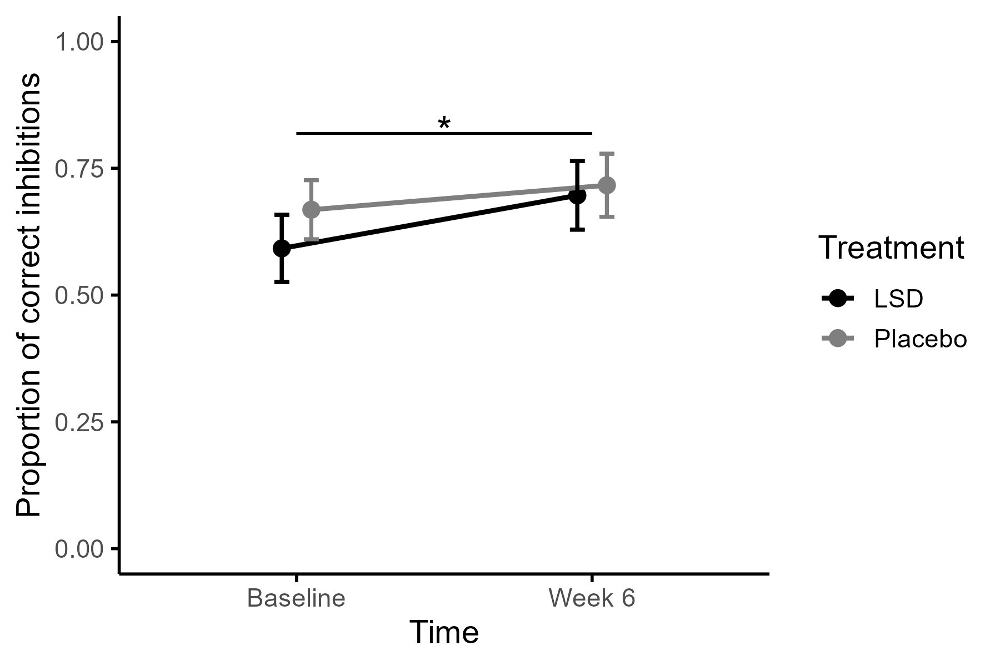 Proportion of correct inhibitions
1.00
0.75
0.50
0.25
0.00
*
Baseline
Week 6
Time
Treatment
LSD
Placebo